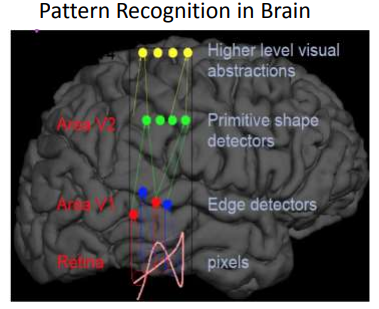 Pattern Recognition in Brain
Higher level visual
abstractions
Area V2
Primitive shape
detectors
Area V1
Edge detectors
Retina
pixels